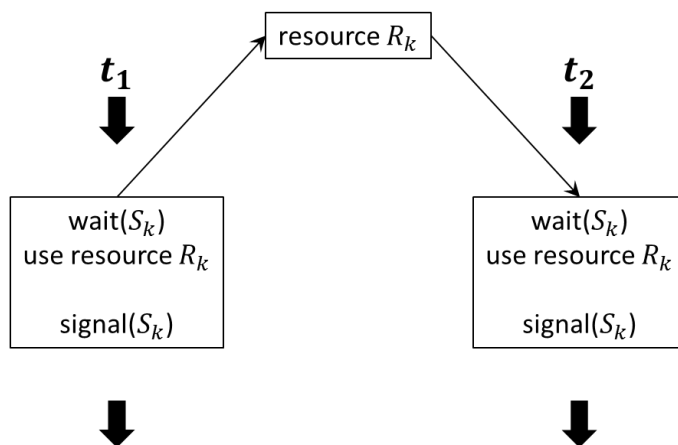 resource R_k
t_1
t_2
wait(S_k)
use resource R_k
signal(S_k)
wait(S_k)
use resource R_k
signal(S_k)